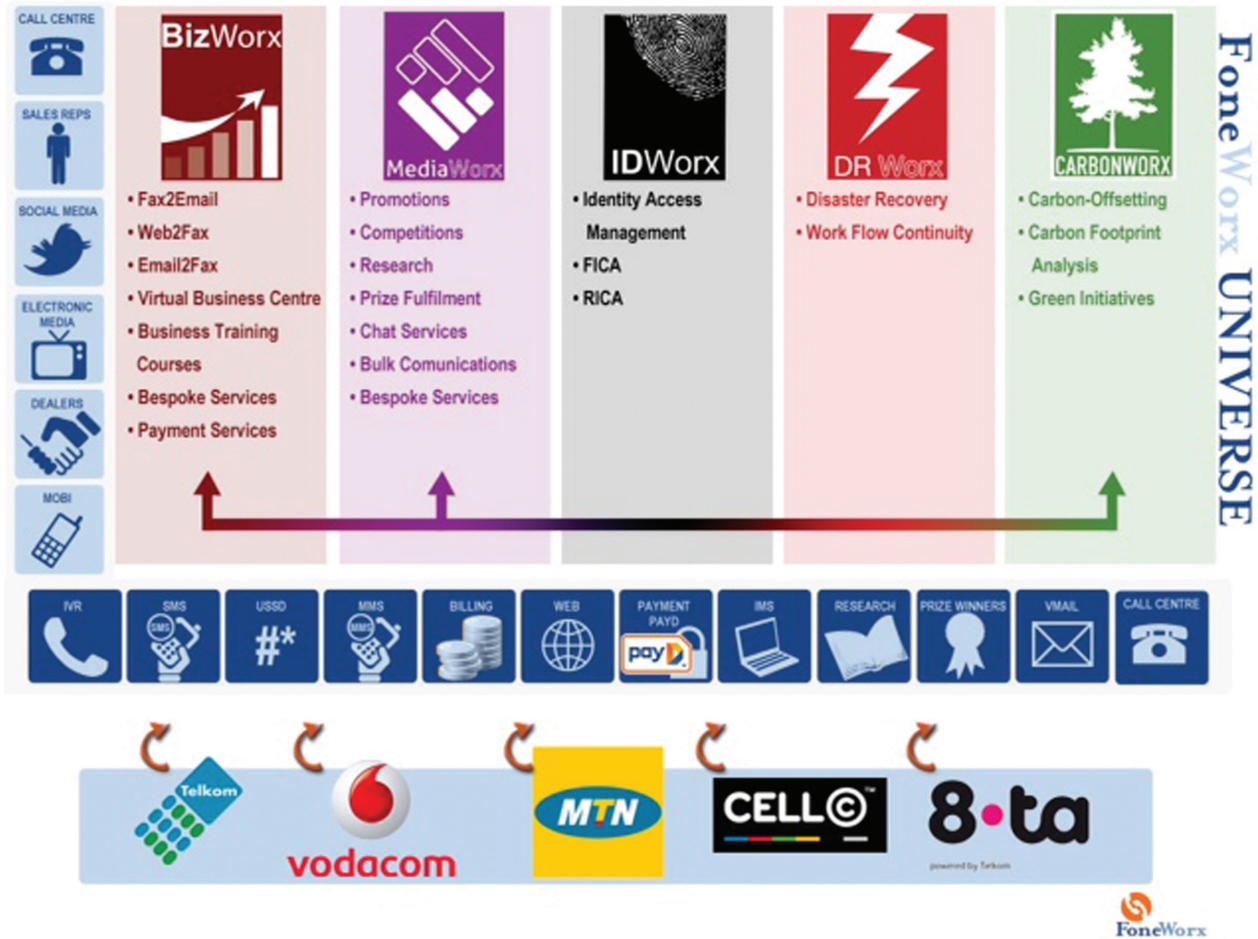 CALL CENTRE
SALES REPS
SOCIAL MEDIA
ELECTRONIC
MEDIA
DEALERS
MOBI
BizWorx
• Fax2Email
• Web2Fax
• Email2Fax
• Virtual Business Centre
• Business Training
Courses
• Bespoke Services
• Payment Services
MediaWorx
• Promotions
• Competitions
• Research
• Prize Fulfilment
• Chat Services
• Bulk Comunications
• Bespoke Services
IDWorx
• Identity Access
Management
• FICA
• RICA
DR Worx
• Disaster Recovery
• Work Flow Continuity
CARBONWORX
• Carbon-Offsetting
• Carbon Footprint
Analysis
• Green Initiatives
FoneWorx UNIVERSE
IVR
SMS
SMS
USSD
#*
MMS
MMS
BILLING
WEB
PAYMENT
PAYD
payD
IMS
RESEARCH
PRIZE WINNERS
VMAIL
CALL CENTRE
Telkom
vodacom
MTN
CELL C™
8•ta
powered by Telkom
FoneWorx